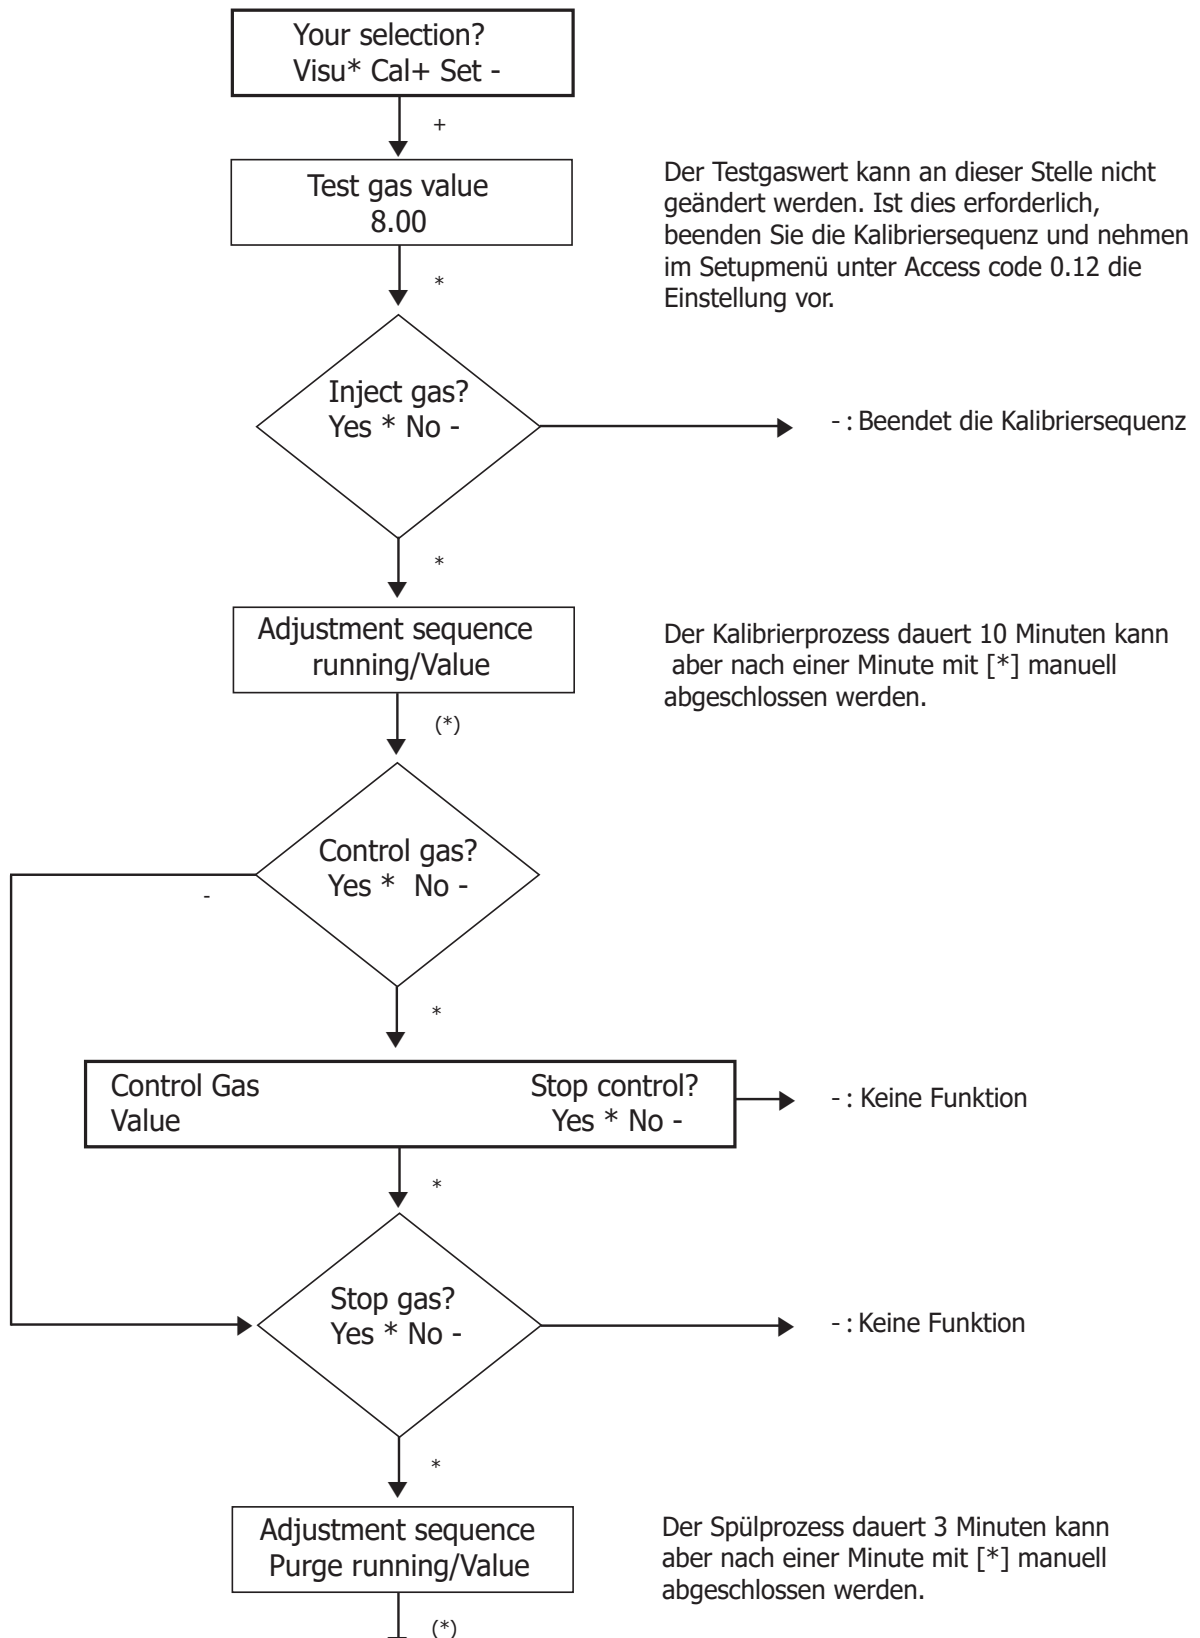 Your selection?
Visu* Cal+ Set -
+
Test gas value
8.00
Der Testgaswert kann an dieser Stelle nicht
geändert werden. Ist dies erforderlich,
beenden Sie die Kalibriersequenz und nehmen
im Setupmenü unter Access code 0.12 die
Einstellung vor.
*
Inject gas?
Yes * No -
- : Beendet die Kalibriersequenz
*
Adjustment sequence
running/Value
Der Kalibrierprozess dauert 10 Minuten kann
aber nach einer Minute mit [*] manuell
abgeschlossen werden.
(*)
Control gas?
Yes * No -
-
*
Control Gas Stop control?
Value Yes * No -
- : Keine Funktion
*
Stop gas?
Yes * No -
- : Keine Funktion
*
Adjustment sequence
Purge running/Value
Der Spülprozess dauert 3 Minuten kann
aber nach einer Minute mit [*] manuell
abgeschlossen werden.
(*)